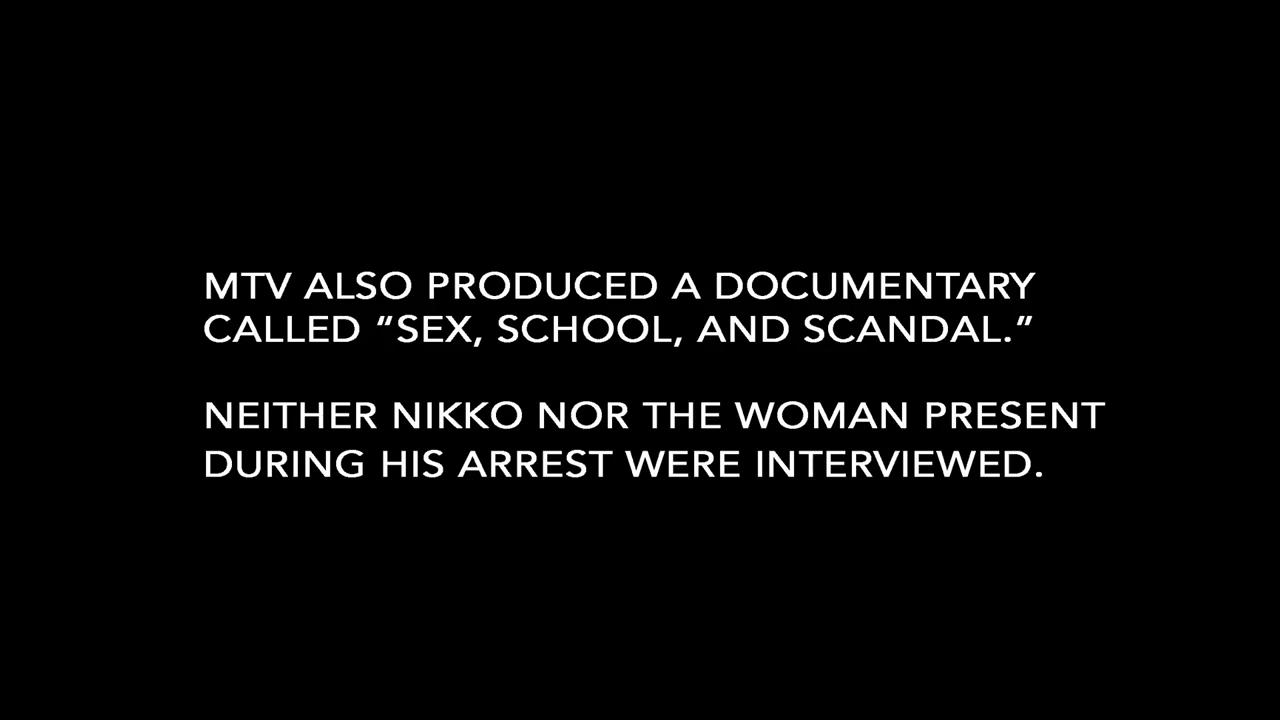 MTV ALSO PRODUCED A DOCUMENTARY
CALLED “SEX, SCHOOL, AND SCANDAL.”
NEITHER NIKKO NOR THE WOMAN PRESENT
DURING HIS ARREST WERE INTERVIEWED.